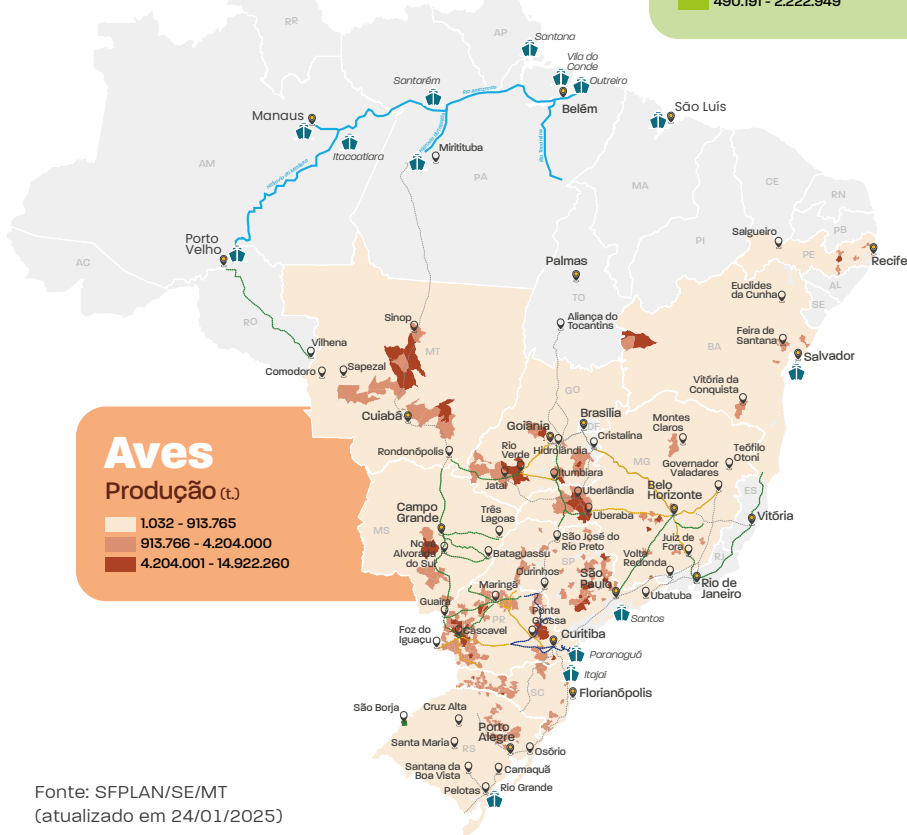 490.191 - 2.222.949
RR
AP
Santana
Vila do
Conde
Outreiro
Santarém
Rio Amazonas
Belém
Manaus
São Luís
Itacoatiara
Miritituba
Rio Tocantins
Hidrovia do Madeira
AM
PA
MA
CE
RN
PB
PI
Salgueiro
PE
Recife
AL
SE
Porto
Velho
AC
RO
Palmas
TO
Euclides
da Cunha
Aliança do
Tocantins
Sinop
MT
BA
Feira de
Santana
Salvador
Vilhena
Comodoro
Sapezal
Vitória da
Conquista
GO
Cuiabá
Goiânia
Brasília
DF
Cristalina
Montes
Claros
Hidrolândia
Rondonópolis
Rio
Verde
Jataí
Itumbiara
MG
Teófilo
Otoni
Governador
Valadares
Aves
Produção (t.)
1.032 - 913.765
913.766 - 4.204.000
4.204.001 - 14.922.260
Uberlândia
Uberaba
Belo
Horizonte
ES
Vitória
MS
Campo
Grande
Três
Lagoas
São José do
Rio Preto
Juiz de
Fora
Nova
Alvorada
do Sul
Bataguassu
SP
Volta
Redonda
RJ
Ourinhos
São
Paulo
Rio de
Janeiro
Ubatuba
Maringá
Guaíra
Santos
PR
Ponta
Grossa
Foz do
Iguaçu
Cascavel
Curitiba
Paranaguá
Itajaí
SC
Florianópolis
São Borja
Cruz Alta
Porto
Alegre
Santa Maria
RS
Osório
Santana da
Boa Vista
Camaquã
Pelotas
Rio Grande
Fonte: SFPLAN/SE/MT
(atualizado em 24/01/2025)